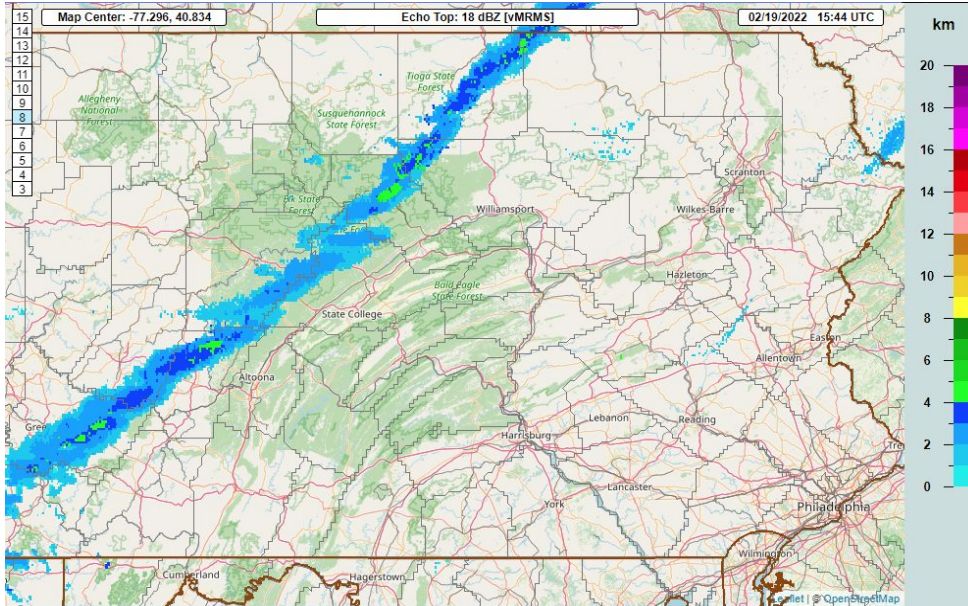 Map Center: -77.296, 40.834
Echo Top: 18 dBZ [vMRMS]
02/19/2022 15:44 UTC
km
15
14
13
12
11
10
9
8
7
6
5
4
3
20
18
16
14
12
10
8
6
4
2
0
Allegheny
National
Forest
Tioga State
Forest
Susquehannock
State Forest
State
Forest
Scranton
Williamsport
Wilkes-Barre
Hazleton
Bald Eagle
State Forest
State College
Easton
Allentown
Altoona
Gree
Lebanon
Reading
Harrisburg
Tre
Lancaster
York
Philadelphia
Wilmington
Cumberland
Hagerstown
Leaflet | © OpenStreetMap